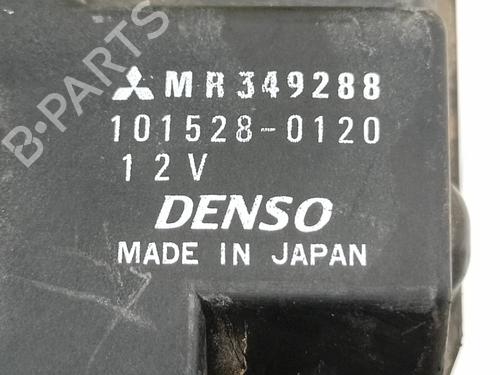 B-PARTS
MR349288
101528-0120
12V
DENSO
MADE IN JAPAN